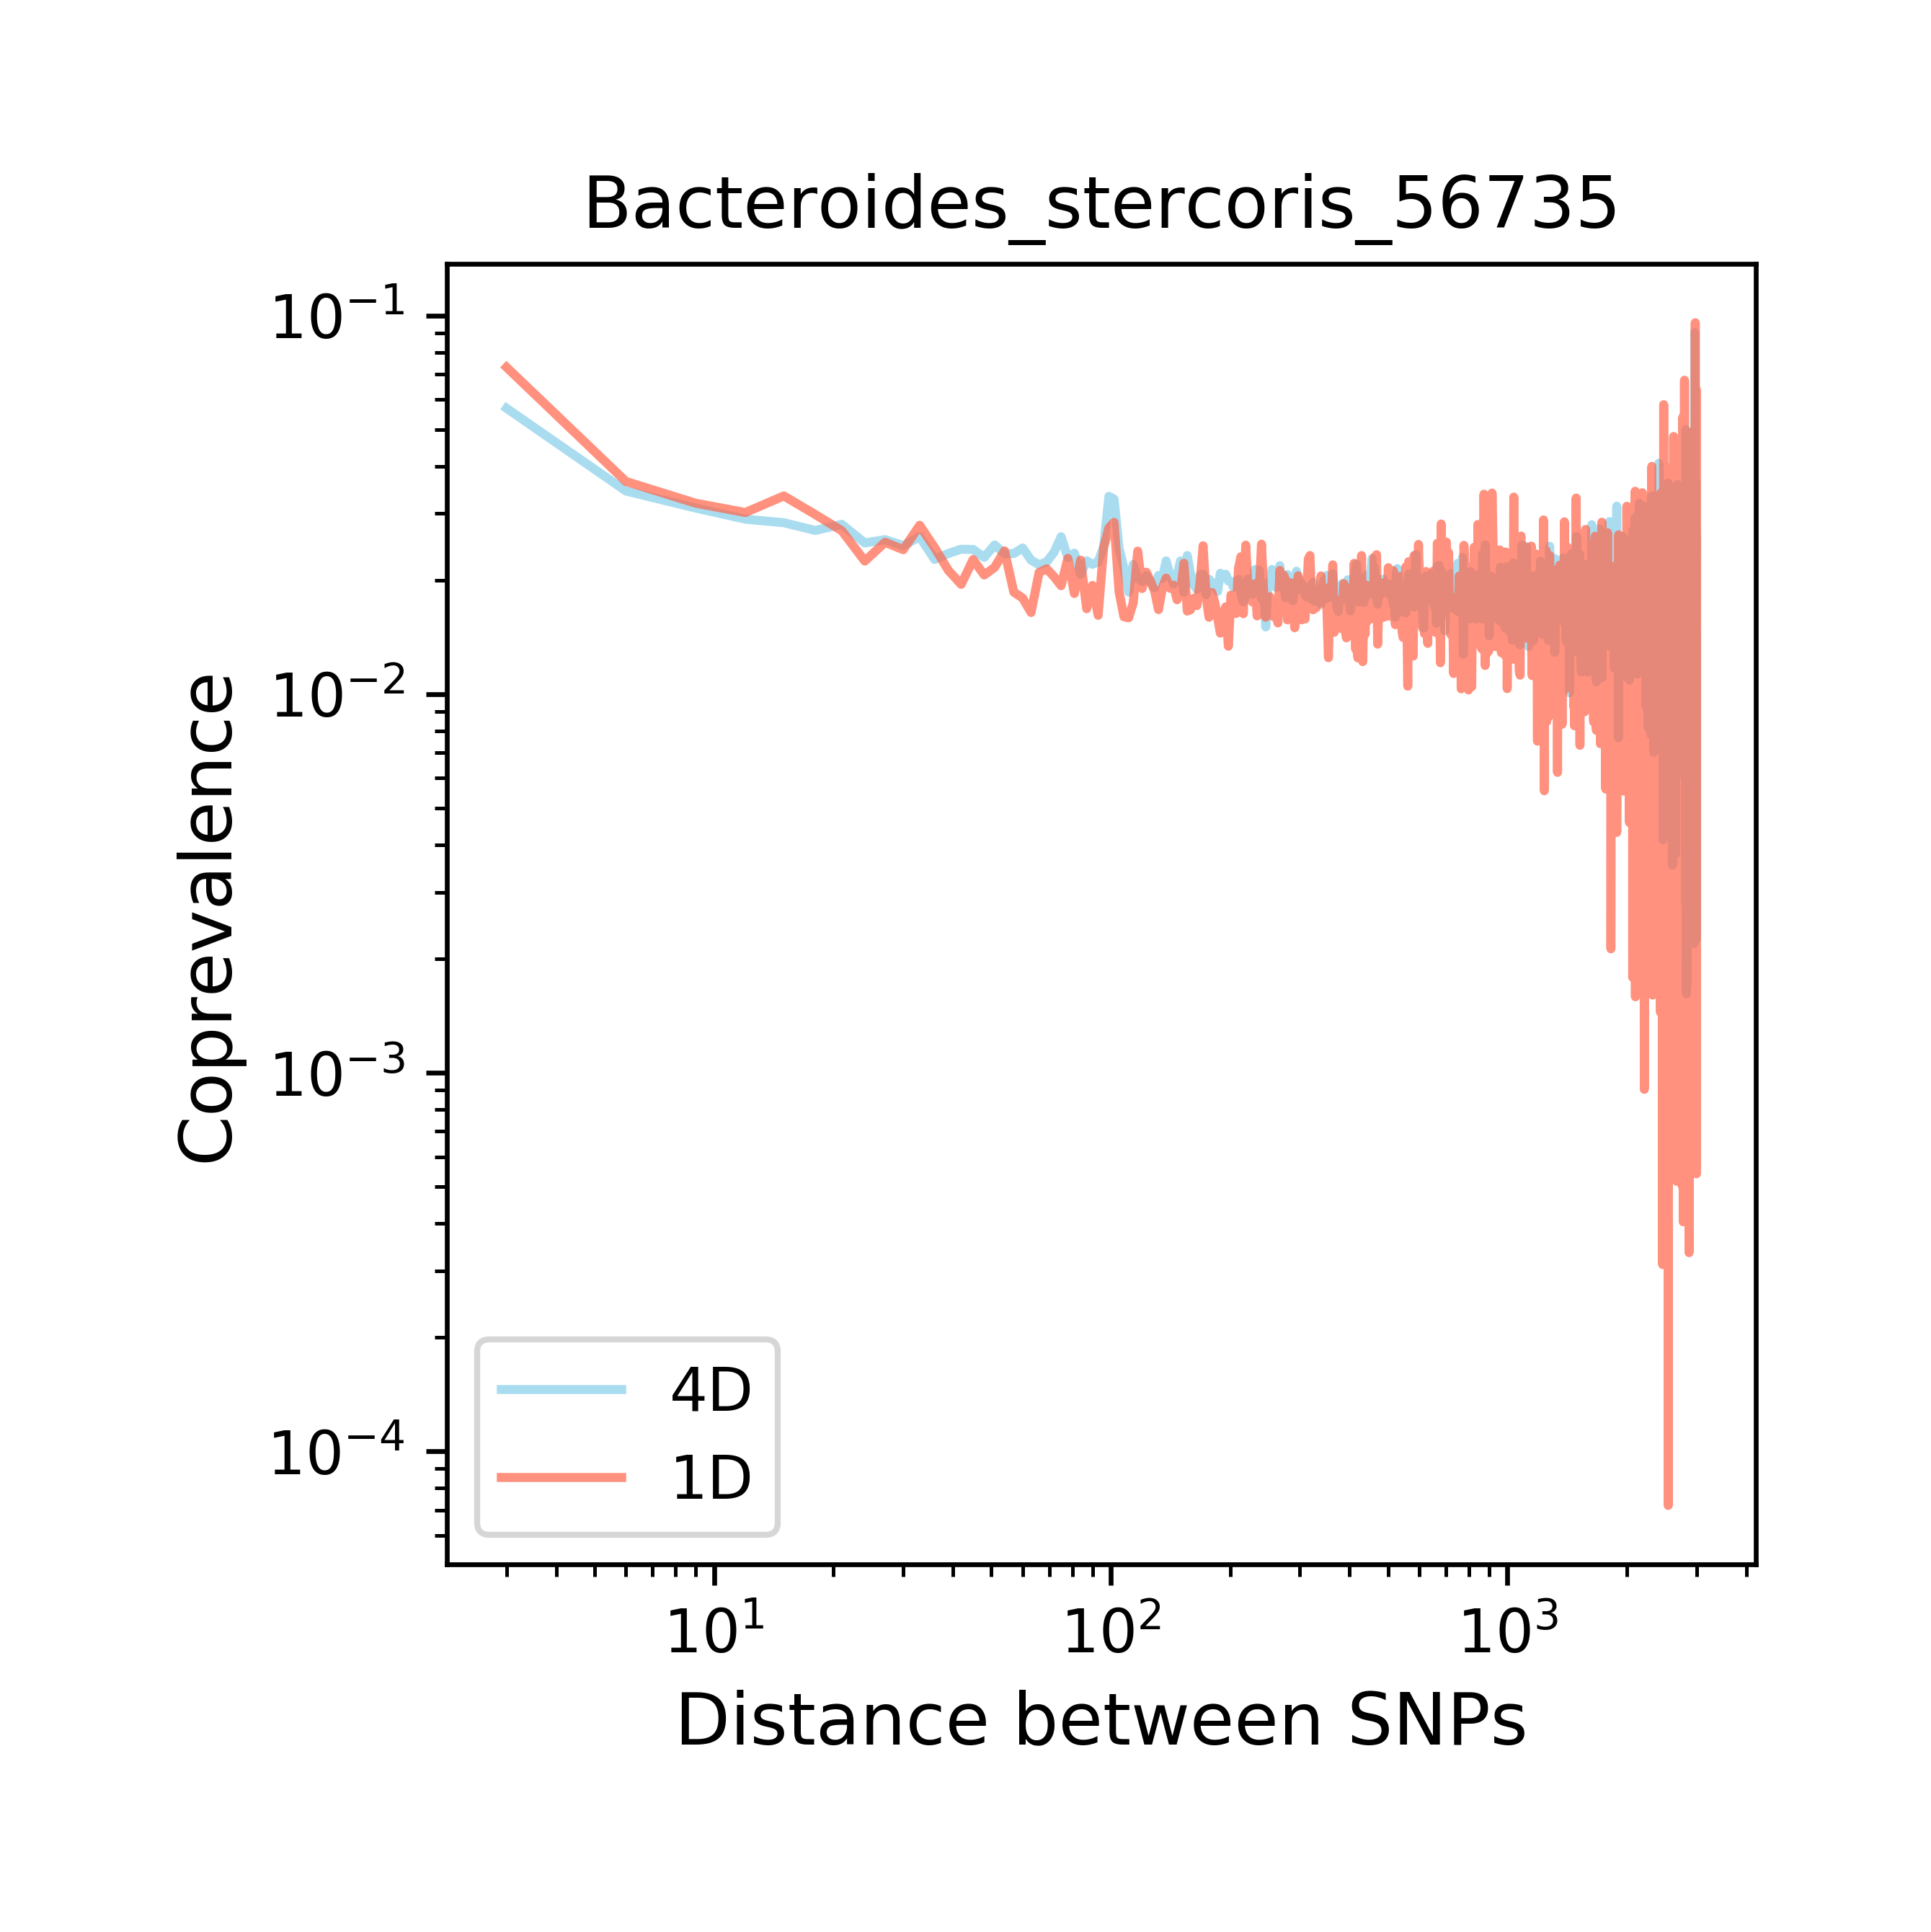 Bacteroides_stercoris_56735
10⁻¹
10⁻²
10⁻³
10⁻⁴
Coprevalence
4D
1D
10¹
10²
10³
Distance between SNPs